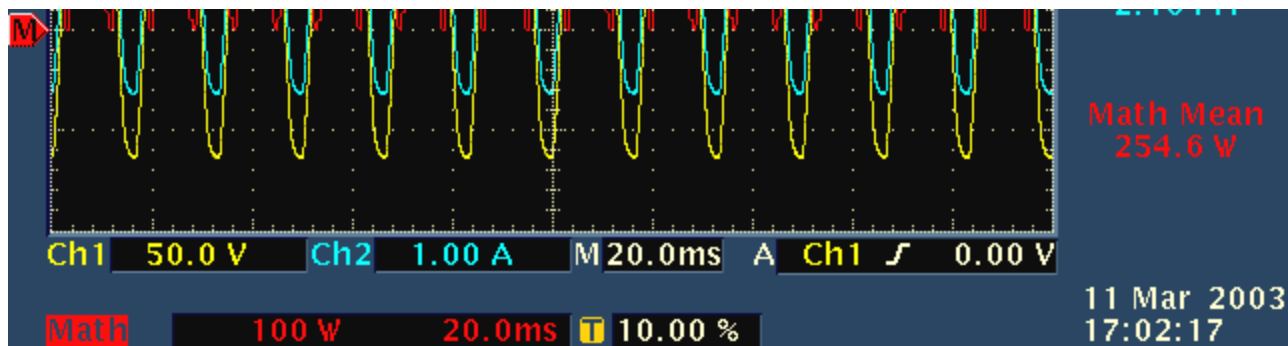 M
Math Mean
254.6 W
Ch1 50.0 V Ch2 1.00 A M 20.0ms A Ch1 0.00 V
11 Mar 2003
Math 100 W 20.0ms T 10.00 % 17:02:17